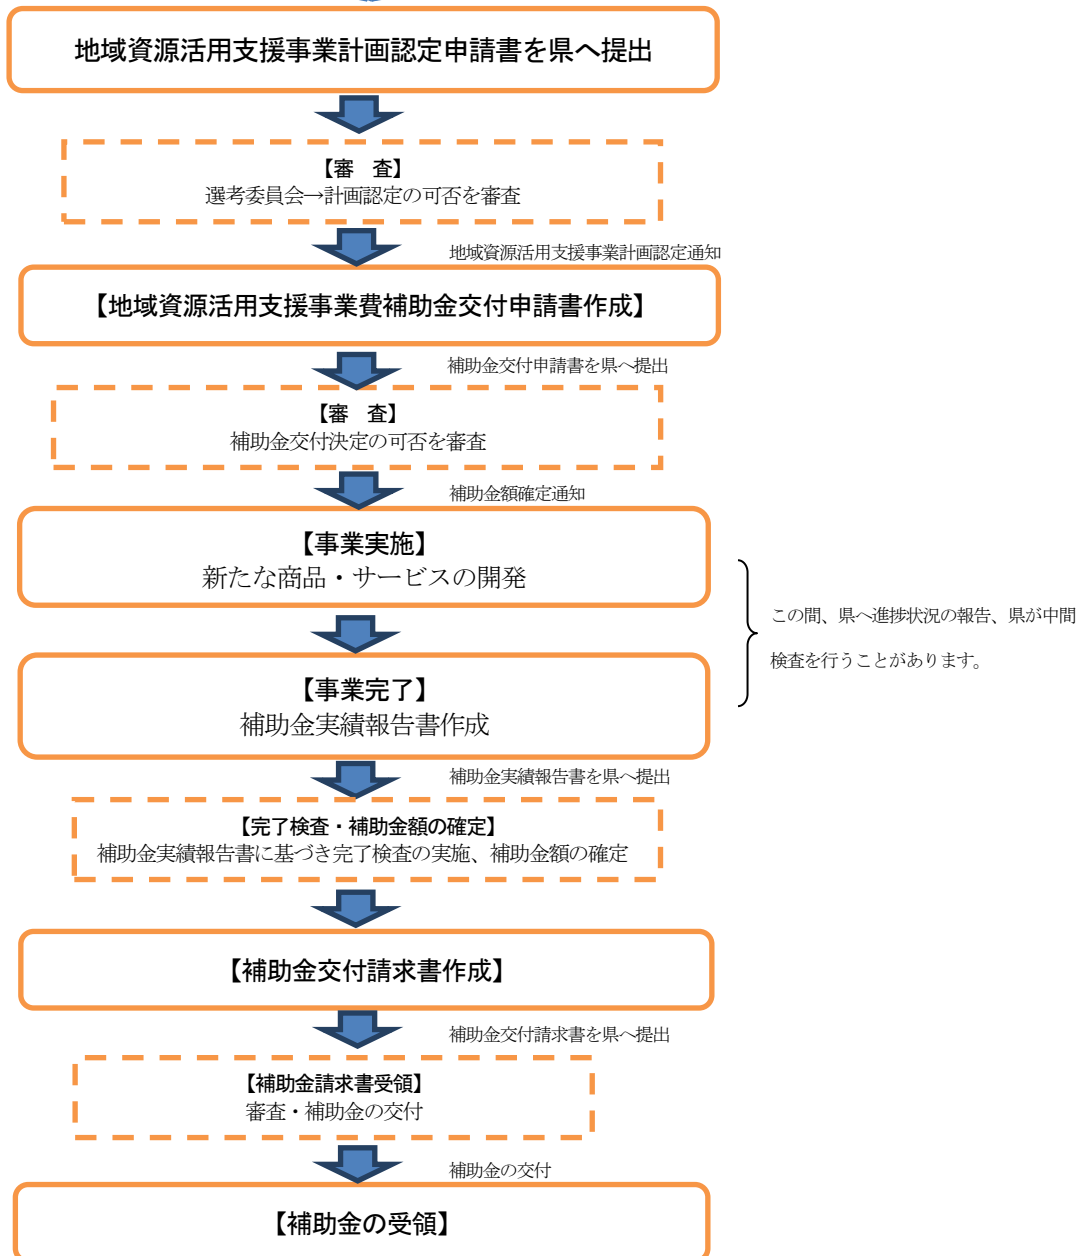 地域資源活用支援事業計画認定申請書を県へ提出
【審　査】
選考委員会→計画認定の可否を審査
地域資源活用支援事業計画認定通知
【地域資源活用支援事業費補助金交付申請書作成】
補助金交付申請書を県へ提出
【審　査】
補助金交付決定の可否を審査
補助金額確定通知
【事業実施】
新たな商品・サービスの開発
この間、県へ進捗状況の報告、県が中間
検査を行うことがあります。
【事業完了】
補助金実績報告書作成
補助金実績報告書を県へ提出
【完了検査・補助金額の確定】
補助金実績報告書に基づき完了検査の実施、補助金額の確定
【補助金交付請求書作成】
補助金交付請求書を県へ提出
【補助金請求書受領】
審査・補助金の交付
補助金の交付
【補助金の受領】